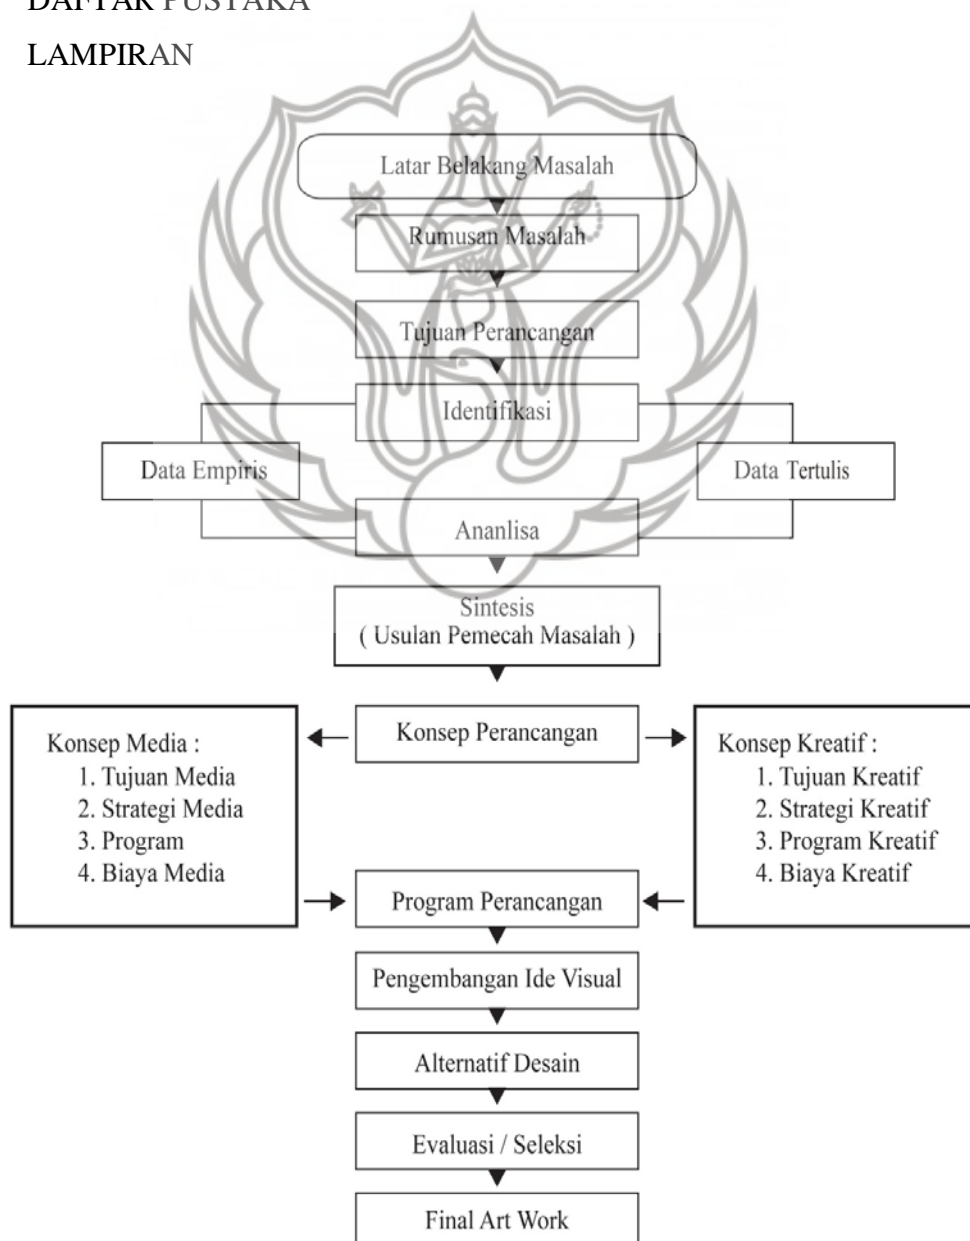 DAFTAR PUSTAKA
LAMPIRAN
Latar Belakang Masalah
Rumusan Masalah
Tujuan Perancangan
Identifikasi
Data Empiris
Data Tertulis
Ananlisa
Sintesis
( Usulan Pemecah Masalah )
Konsep Perancangan
Konsep Media :
1. Tujuan Media
2. Strategi Media
3. Program
4. Biaya Media
Konsep Kreatif :
1. Tujuan Kreatif
2. Strategi Kreatif
3. Program Kreatif
4. Biaya Kreatif
Program Perancangan
Pengembangan Ide Visual
Alternatif Desain
Evaluasi / Seleksi
Final Art Work